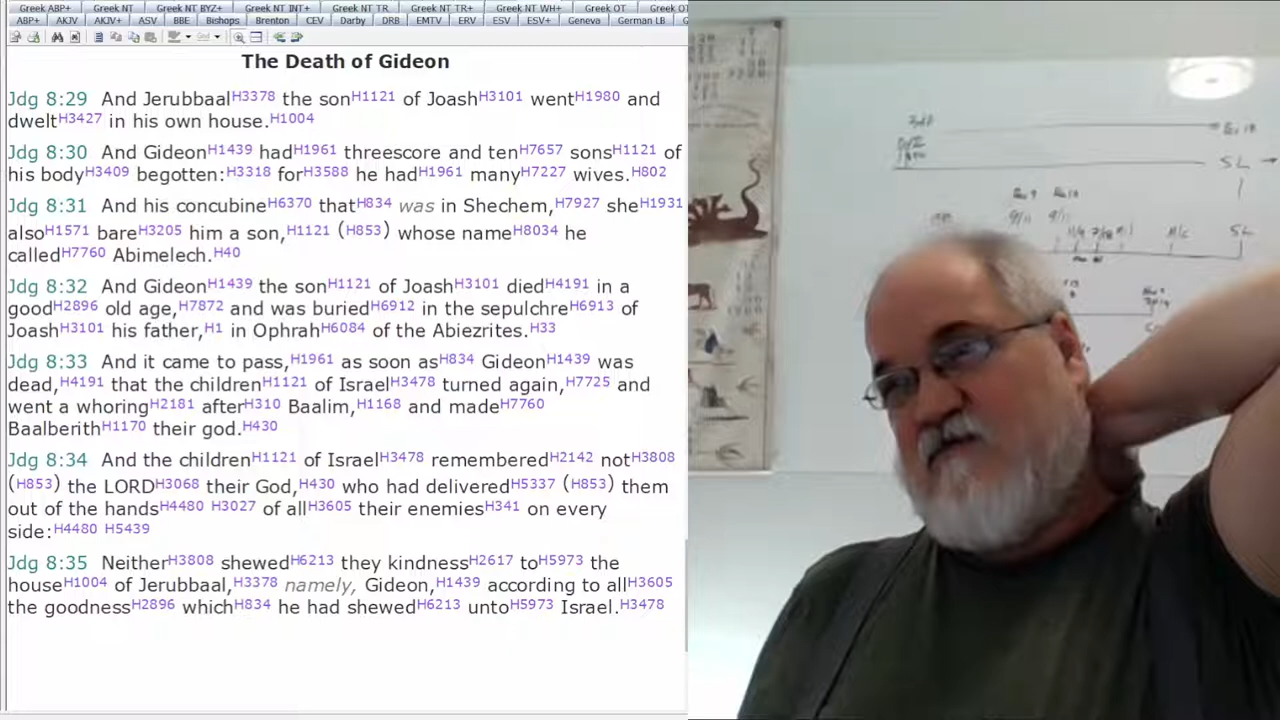 Greek ABP+ Greek NT Greek NT BYZ+ Greek NT INT+ Greek NT TR Greek NT TR+ Greek NT WH+ Greek OT Greek O
ABP+ AKJV AKJV+ ASV BBE Bishops Brenton CEV Darby DRB EMTV ERV ESV ESV+ Geneva German LB G
The Death of Gideon
Jdg 8:29 And JerubbaalH3378 the sonH1121 of JoashH3101 wentH1980 and
dweltH3427 in his own house.H1004
Jdg 8:30 And GideonH1439 hadH1961 threescore and tenH7657 sonsH1121 of
his bodyH3409 begotten:H3318 forH3588 he hadH1961 manyH7227 wives.H802
Jdg 8:31 And his concubineH6370 thatH834 was in Shechem,H7927 sheH1931
alsoH1571 bareH3205 him a son,H1121 (H853) whose nameH8034 he
calledH7760 Abimelech.H40
Jdg 8:32 And GideonH1439 the sonH1121 of JoashH3101 diedH4191 in a
goodH2896 old age,H7872 and was buriedH6912 in the sepulchreH6913 of
JoashH3101 his father,H1 in OphrahH6084 of the Abiezrites.H33
Jdg 8:33 And it came to pass,H1961 as soon asH834 GideonH1439 was
dead,H4191 that the childrenH1121 of IsraelH3478 turned again,H7725 and
went a whoringH2181 afterH310 Baalim,H1168 and madeH7760
BaalberithH1170 their god.H430
Jdg 8:34 And the childrenH1121 of IsraelH3478 rememberedH2142 notH3808
(H853) the LORDH3068 their God,H430 who had deliveredH5337 (H853) them
out of the handsH4480 H3027 of allH3605 their enemiesH341 on every
side:H4480 H5439
Jdg 8:35 NeitherH3808 shewedH6213 they kindnessH2617 toH5973 the
houseH1004 of Jerubbaal,H3378 namely, Gideon,H1439 according to allH3605
the goodnessH2896 whichH834 he had shewedH6213 untoH5973 Israel.H3478
SL
9/11 9/11
SL